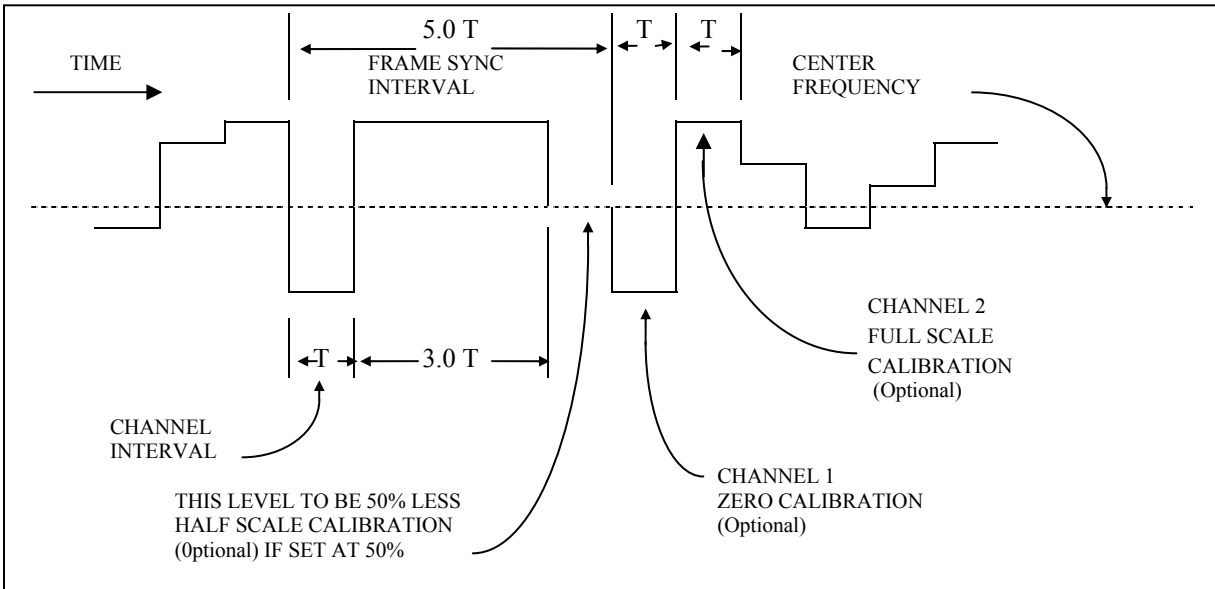 5.0 T
T
T
TIME
FRAME SYNC
INTERVAL
CENTER
FREQUENCY
T
3.0 T
CHANNEL 2
FULL SCALE
CALIBRATION
(Optional)
CHANNEL
INTERVAL
CHANNEL 1
ZERO CALIBRATION
(Optional)
THIS LEVEL TO BE 50% LESS
HALF SCALE CALIBRATION
(0ptional) IF SET AT 50%